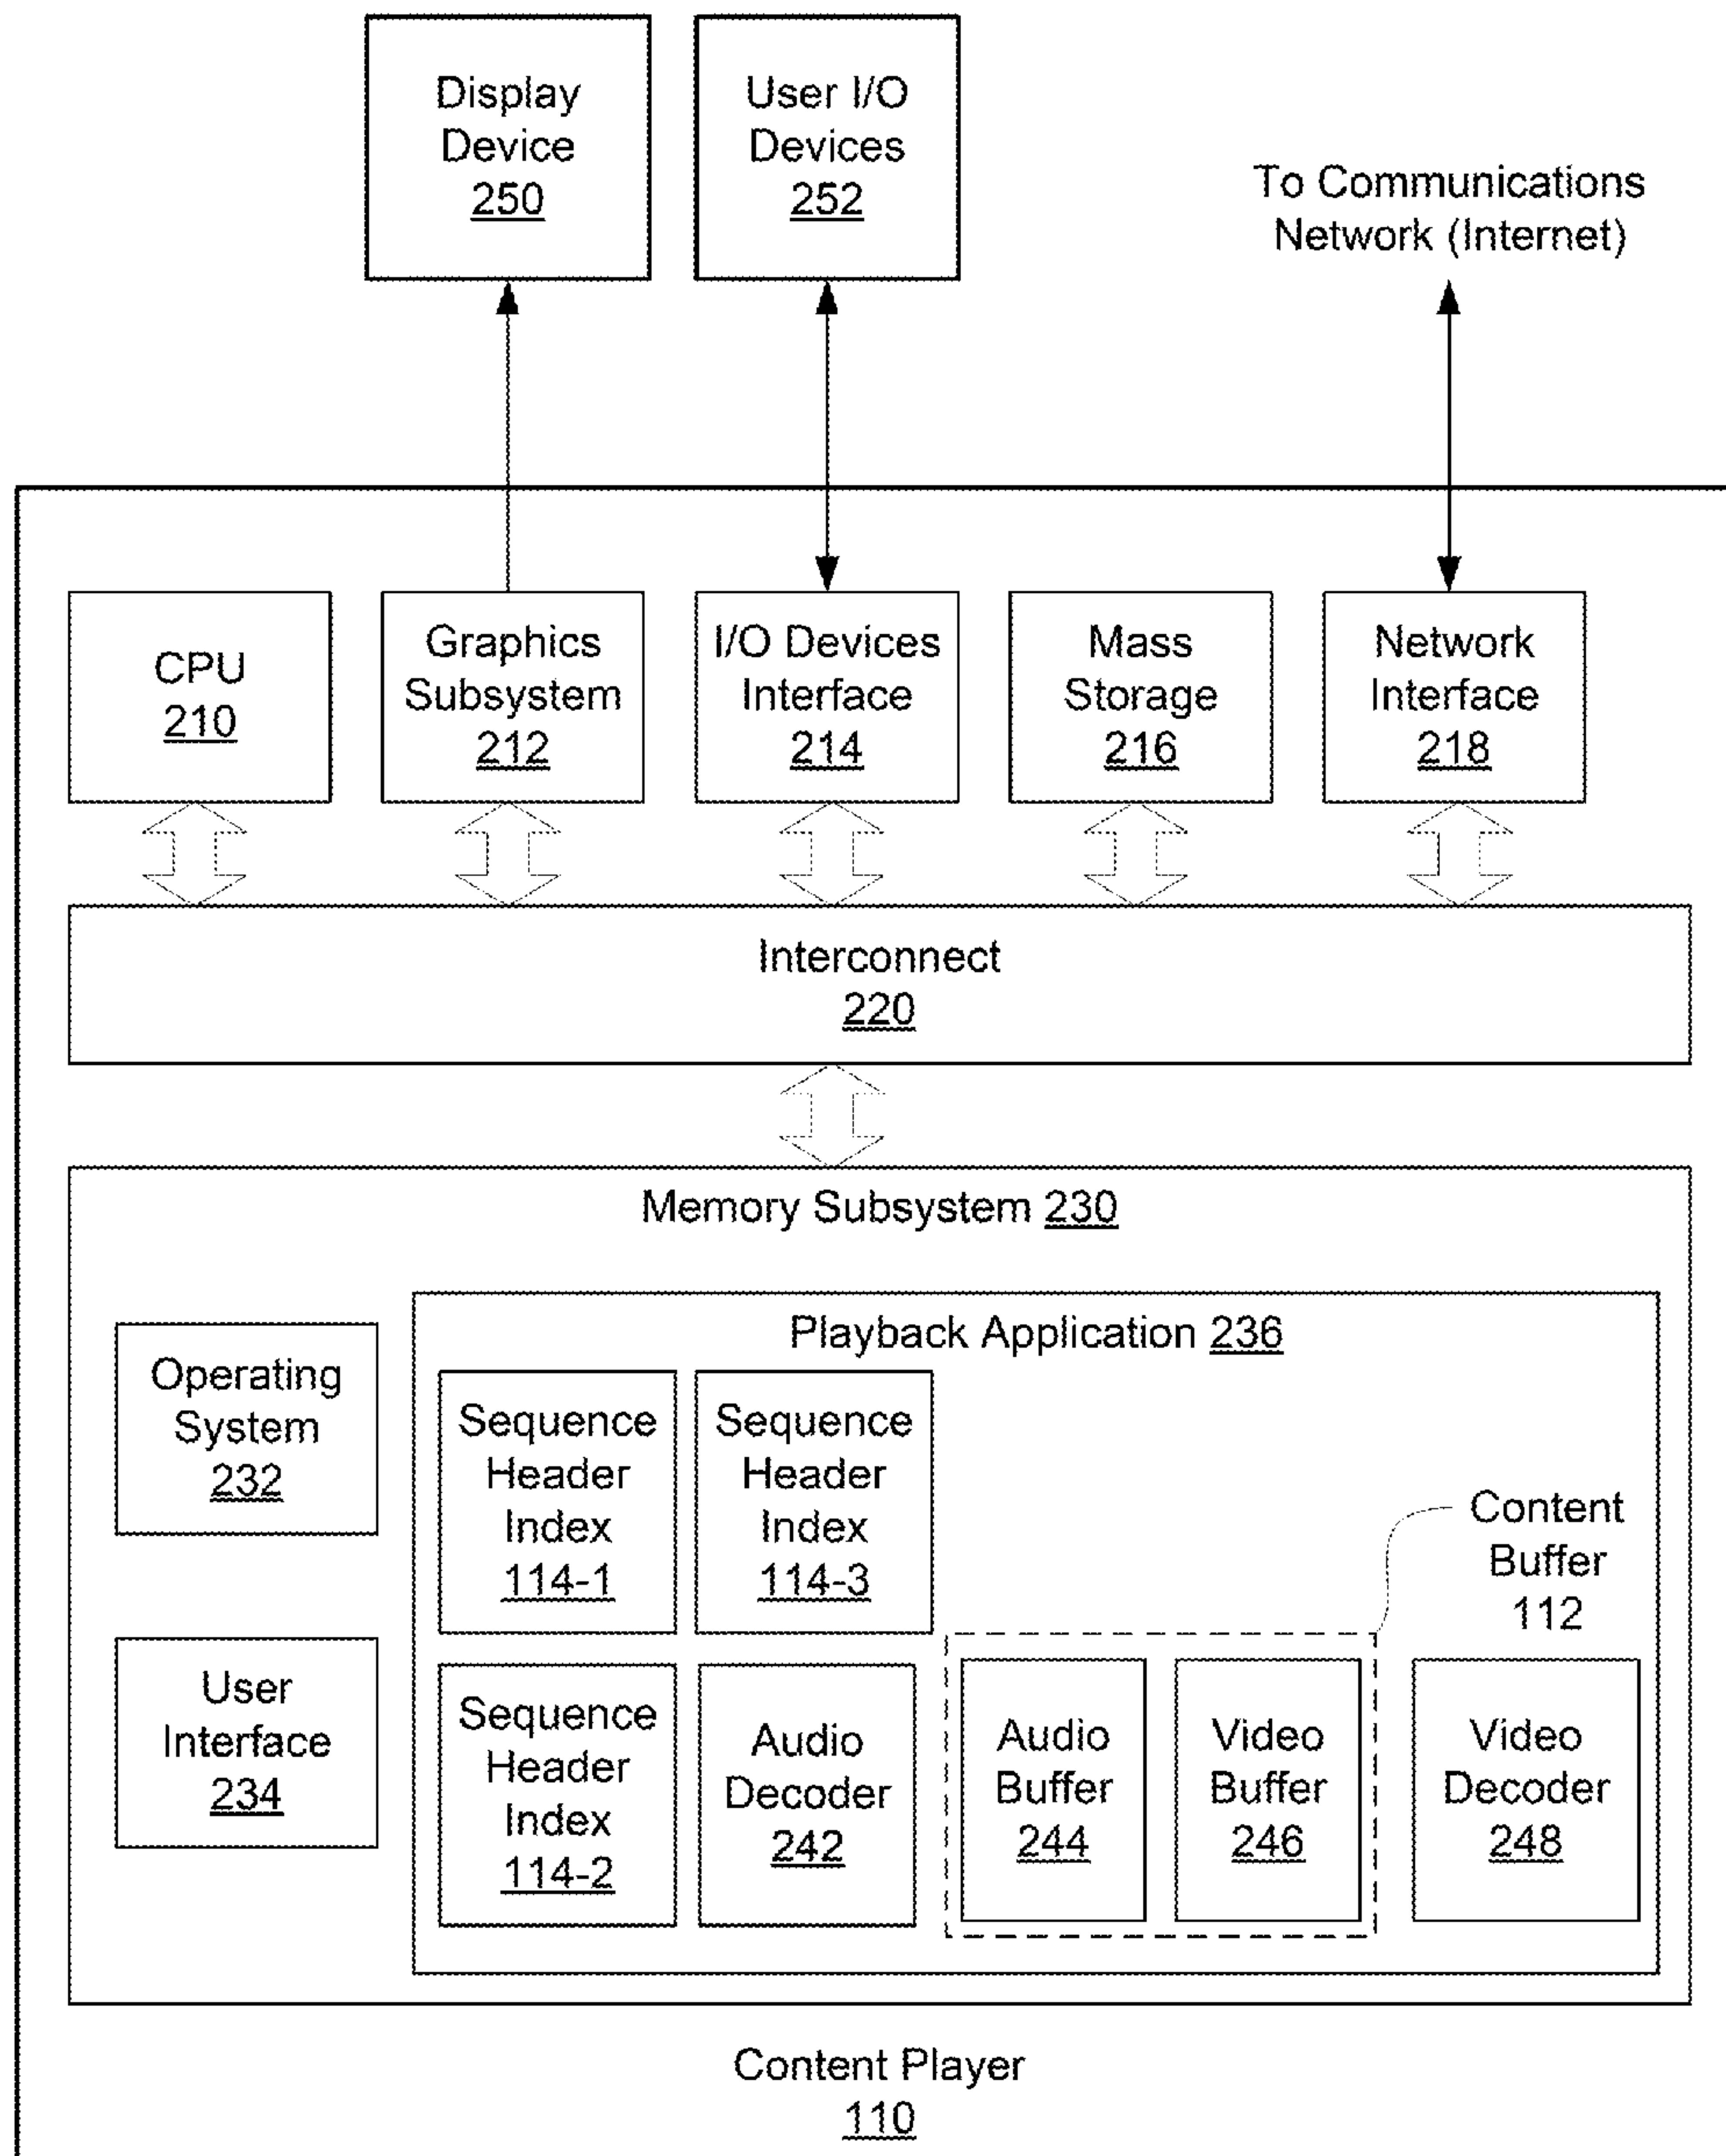 Display
Device
250
User I/O
Devices
252
To Communications
Network (Internet)
CPU
210
Graphics
Subsystem
212
I/O Devices
Interface
214
Mass
Storage
216
Network
Interface
218
Interconnect
220
Memory Subsystem 230
Operating
System
232
User
Interface
234
Playback Application 236
Sequence
Header
Index
114-1
Sequence
Header
Index
114-3
Content
Buffer
112
Sequence
Header
Index
114-2
Audio
Decoder
242
Audio
Buffer
244
Video
Buffer
246
Video
Decoder
248
Content Player
110